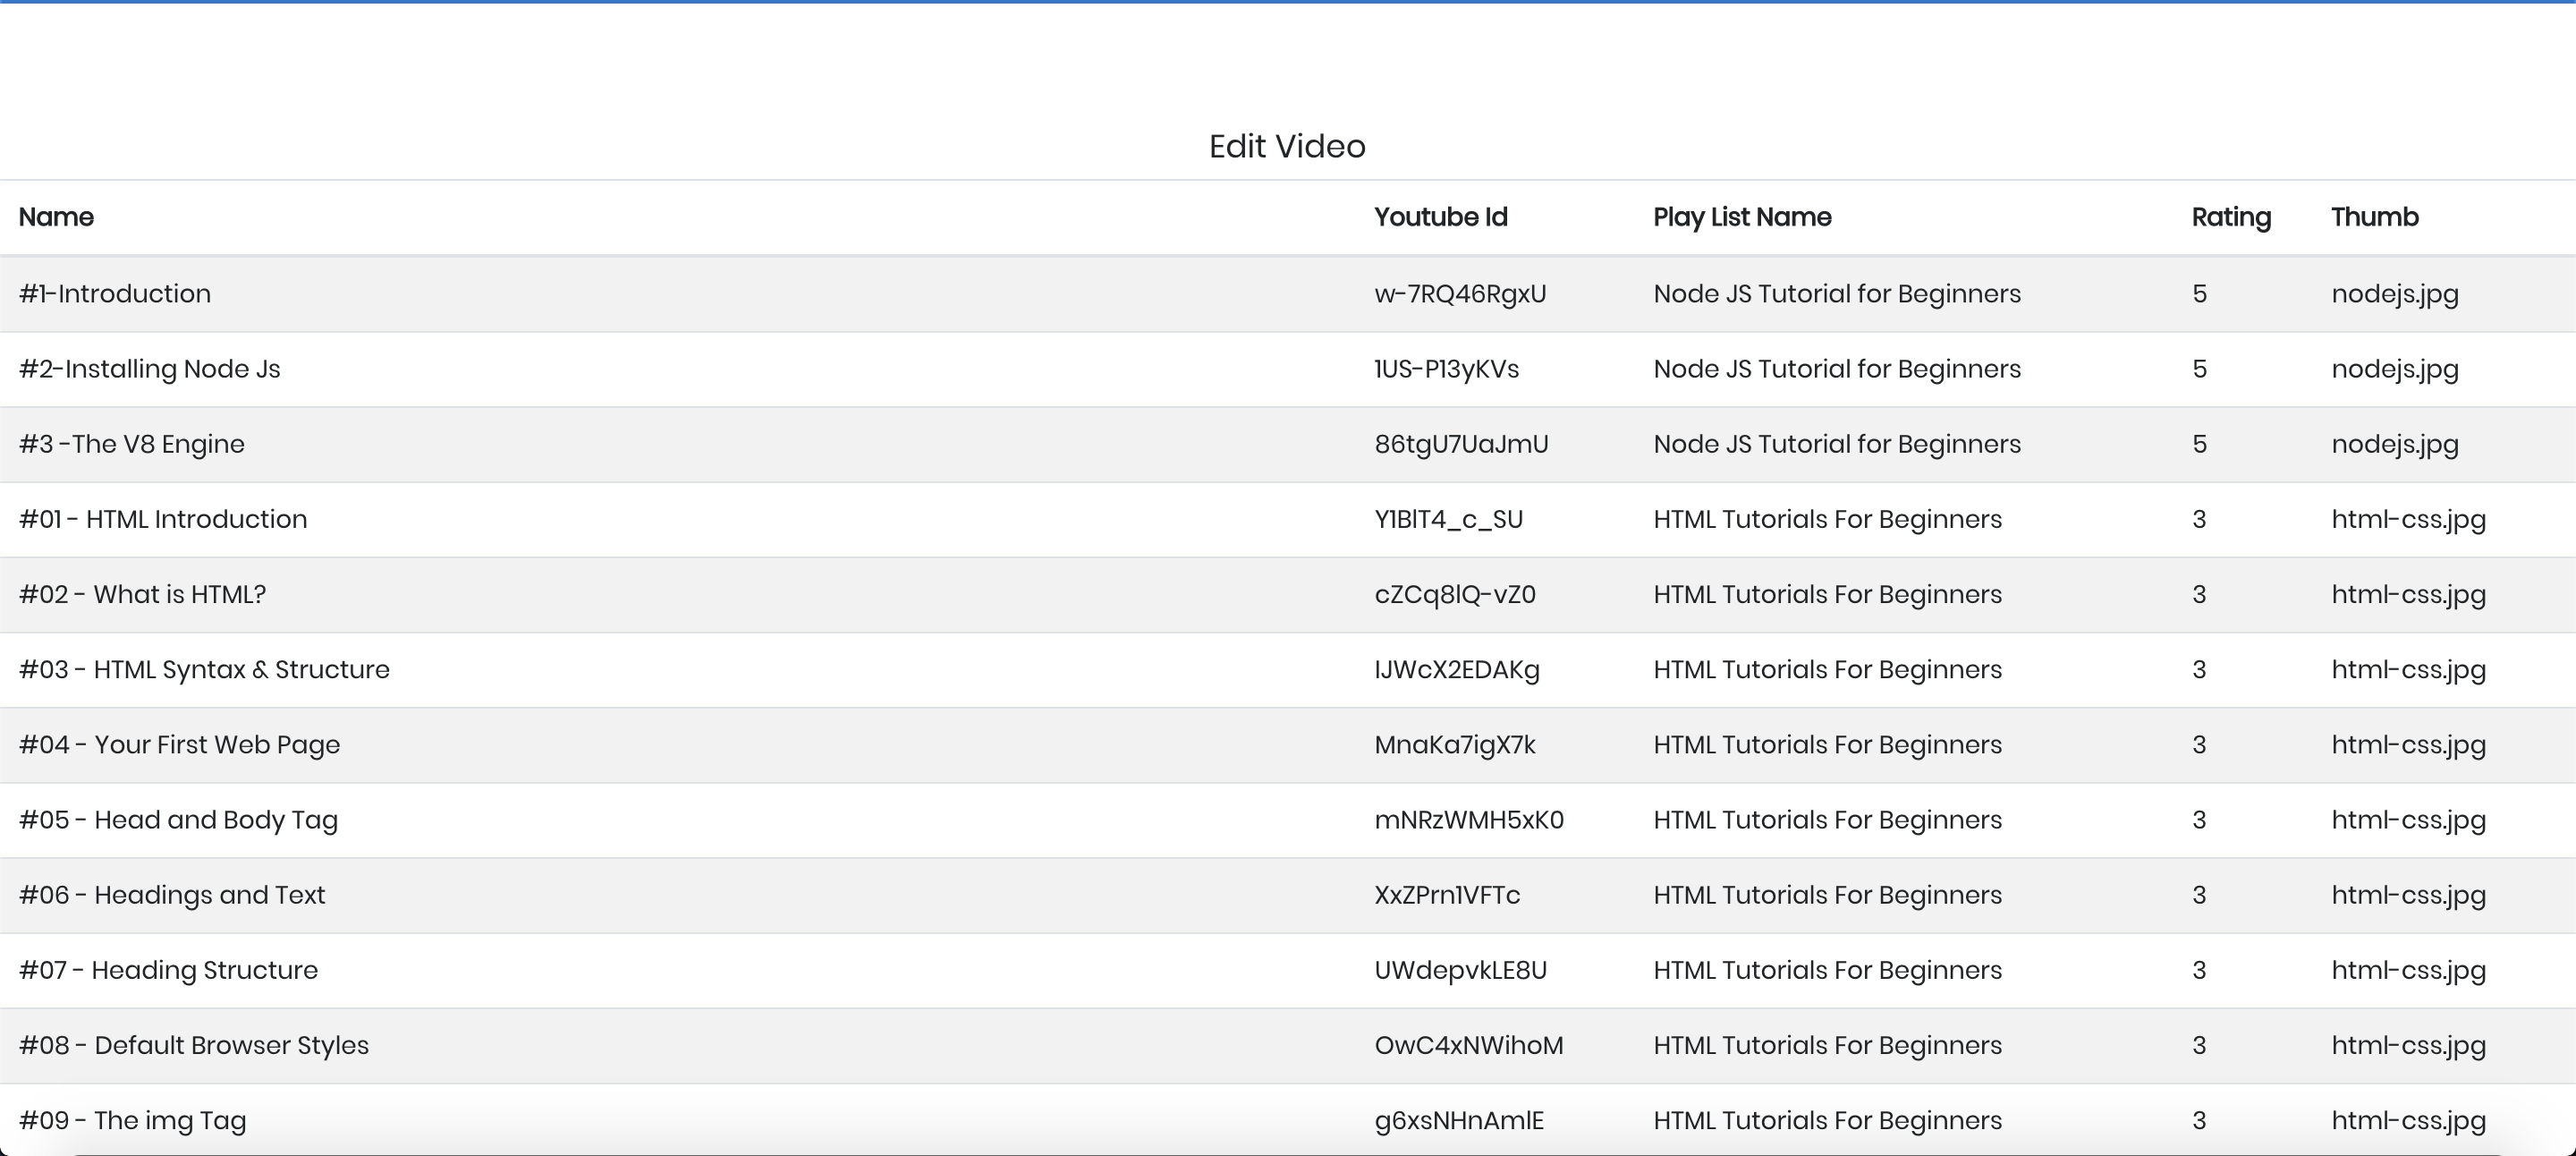 Edit Video
Name Youtube Id Play List Name Rating Thumb
#1-Introduction w-7RQ46RgxU Node JS Tutorial for Beginners 5 nodejs.jpg
#2-Installing Node Js 1US-P13yKVs Node JS Tutorial for Beginners 5 nodejs.jpg
#3 -The V8 Engine 86tgU7UaJmU Node JS Tutorial for Beginners 5 nodejs.jpg
#01 - HTML Introduction Y1BlT4_c_SU HTML Tutorials For Beginners 3 html-css.jpg
#02 - What is HTML? cZCq8lQ-vZ0 HTML Tutorials For Beginners 3 html-css.jpg
#03 - HTML Syntax & Structure IJWcX2EDAKg HTML Tutorials For Beginners 3 html-css.jpg
#04 - Your First Web Page MnaKa7igX7k HTML Tutorials For Beginners 3 html-css.jpg
#05 - Head and Body Tag mNRzWMH5xK0 HTML Tutorials For Beginners 3 html-css.jpg
#06 - Headings and Text XxZPrn1VFTc HTML Tutorials For Beginners 3 html-css.jpg
#07 - Heading Structure UWdepvkLE8U HTML Tutorials For Beginners 3 html-css.jpg
#08 - Default Browser Styles OwC4xNWihoM HTML Tutorials For Beginners 3 html-css.jpg
#09 - The img Tag g6xsNHnAmlE HTML Tutorials For Beginners 3 html-css.jpg